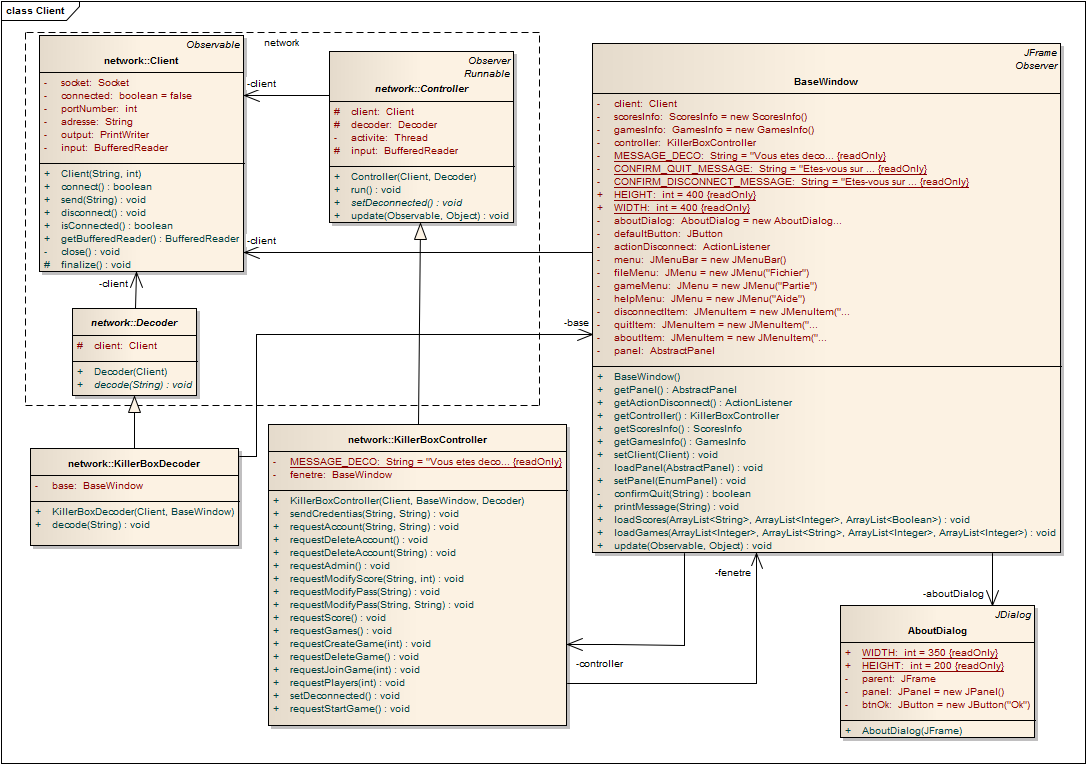 class Client
network
Observable
network::Client
- socket: Socket
- connected: boolean = false
- portNumber: int
- adresse: String
- output: PrintWriter
- input: BufferedReader
+ Client(String, int)
+ connect() : boolean
+ send(String) : void
+ disconnect() : void
+ isConnected() : boolean
+ getBufferedReader() : BufferedReader
- close() : void
# finalize() : void
-client
Observer
Runnable
network::Controller
# client: Client
# decoder: Decoder
- activite: Thread
# input: BufferedReader
+ Controller(Client, Decoder)
+ run() : void
+ setDeconnected() : void
+ update(Observable, Object) : void
-client
-client
network::Decoder
# client: Client
+ Decoder(Client)
+ decode(String) : void
-base
network::KillerBoxDecoder
- base: BaseWindow
+ KillerBoxDecoder(Client, BaseWindow)
+ decode(String) : void
network::KillerBoxController
- MESSAGE_DECO: String = "Vous etes deco... {readOnly}
- fenetre: BaseWindow
+ KillerBoxController(Client, BaseWindow, Decoder)
+ sendCredentias(String, String) : void
+ requestAccount(String, String) : void
+ requestDeleteAccount() : void
+ requestDeleteAccount(String) : void
+ requestAdmin() : void
+ requestModifyScore(String, int) : void
+ requestModifyPass(String) : void
+ requestModifyPass(String, String) : void
+ requestScore() : void
+ requestGames() : void
+ requestCreateGame(int) : void
+ requestDeleteGame() : void
+ requestJoinGame(int) : void
+ requestPlayers(int) : void
+ setDeconnected() : void
+ requestStartGame() : void
JFrame
Observer
BaseWindow
- client: Client
- scoresInfo: ScoresInfo = new ScoresInfo()
- gamesInfo: GamesInfo = new GamesInfo()
- controller: KillerBoxController
- MESSAGE_DECO: String = "Vous etes deco... {readOnly}
- CONFIRM_QUIT_MESSAGE: String = "Etes-vous sur ... {readOnly}
- CONFIRM_DISCONNECT_MESSAGE: String = "Etes-vous sur ... {readOnly}
+ HEIGHT: int = 400 {readOnly}
+ WIDTH: int = 400 {readOnly}
- aboutDialog: AboutDialog = new AboutDialog...
- defaultButton: JButton
- actionDisconnect: ActionListener
- menu: JMenuBar = new JMenuBar()
- fileMenu: JMenu = new JMenu("Fichier")
- gameMenu: JMenu = new JMenu("Partie")
- helpMenu: JMenu = new JMenu("Aide")
- disconnectItem: JMenuItem = new JMenuItem("...
- quitItem: JMenuItem = new JMenuItem("...
- aboutItem: JMenuItem = new JMenuItem("...
- panel: AbstractPanel
+ BaseWindow()
+ getPanel() : AbstractPanel
+ getActionDisconnect() : ActionListener
+ getController() : KillerBoxController
+ getScoresInfo() : ScoresInfo
+ getGamesInfo() : GamesInfo
+ setClient(Client) : void
- loadPanel(AbstractPanel) : void
+ setPanel(EnumPanel) : void
- confirmQuit(String) : boolean
+ printMessage(String) : void
+ loadScores(ArrayList<String>, ArrayList<Integer>, ArrayList<Boolean>) : void
+ loadGames(ArrayList<Integer>, ArrayList<String>, ArrayList<Integer>, ArrayList<Integer>) : void
+ update(Observable, Object) : void
-fenetre
-controller
-aboutDialog
JDialog
AboutDialog
+ WIDTH: int = 350 {readOnly}
+ HEIGHT: int = 200 {readOnly}
- parent: JFrame
- panel: JPanel = new JPanel()
- btnOk: JButton = new JButton("Ok")
+ AboutDialog(JFrame)